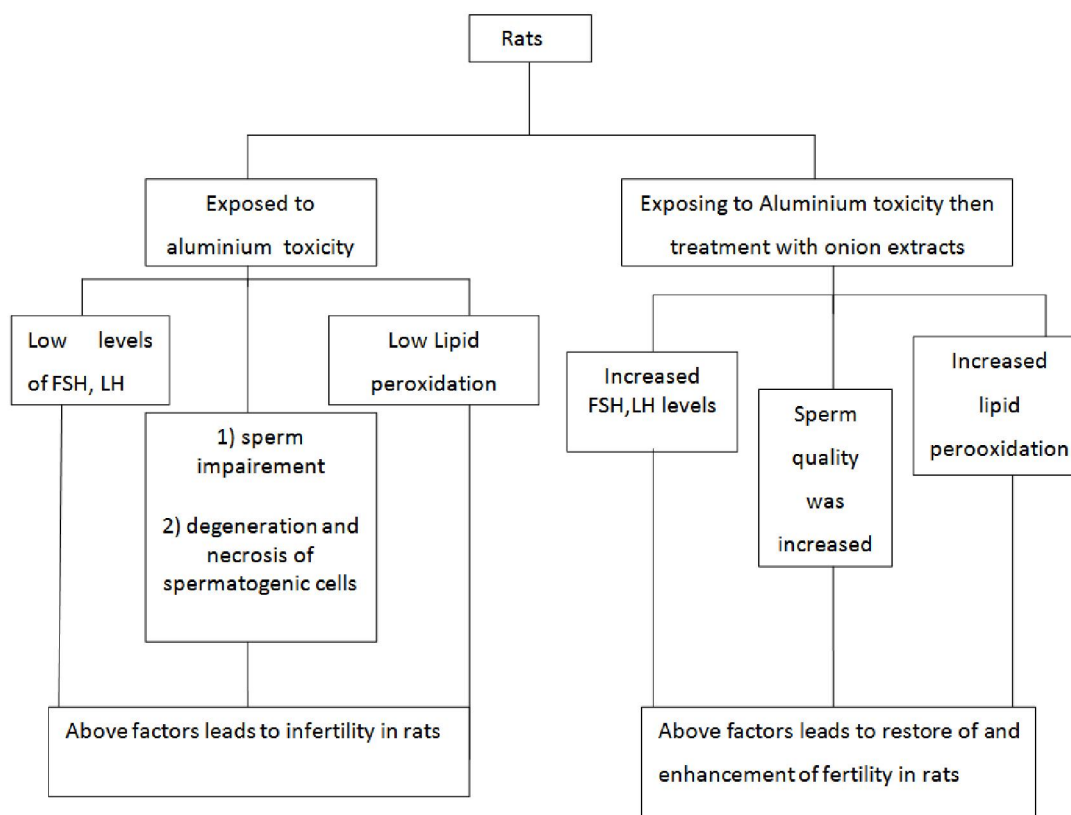 Rats
Exposed to
aluminium toxicity
Exposing to Aluminium toxicity then
treatment with onion extracts
Low levels
of FSH, LH
1) sperm
impairement
2) degeneration and
necrosis of
spermatogenic cells
Low Lipid
peroxidation
Increased
FSH,LH levels
Sperm
quality
was
increased
Increased
lipid
perooxidation
Above factors leads to infertility in rats
Above factors leads to restore of and
enhancement of fertility in rats